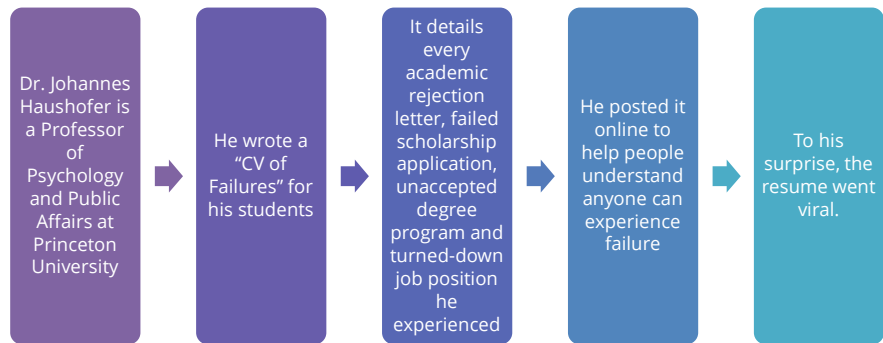 Dr. Johannes
Haushofer is
a Professor
of
Psychology
and Public
Affairs at
Princeton
University
He wrote a
“CV of
Failures” for
his students
It details
every
academic
rejection
letter, failed
scholarship
application,
unaccepted
degree
program and
turned-down
job position
he
experienced
He posted it
online to
help people
understand
anyone can
experience
failure
To his
surprise, the
resume went
viral.